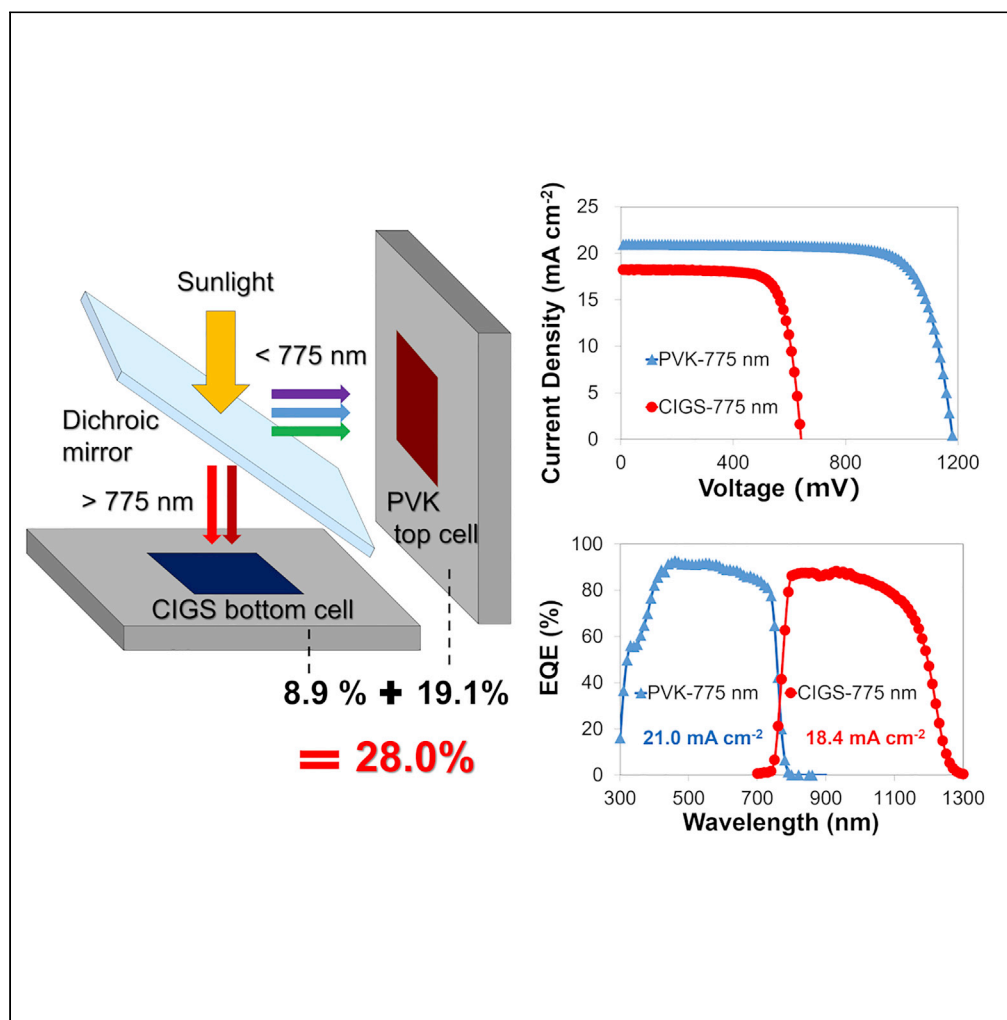 Sunlight
< 775 nm
Dichroic
mirror
> 775 nm
PVK
top cell
CIGS bottom cell
8.9 % + 19.1%
= 28.0%
Current Density (mA cm-2)
25
20
15
10
5
0
PVK-775 nm
CIGS-775 nm
0 400 800 1200
Voltage (mV)
EQE (%)
100
80
60
40
20
0
PVK-775 nm CIGS-775 nm
21.0 mA cm-2 18.4 mA cm-2
300 500 700 900 1100 1300
Wavelength (nm)